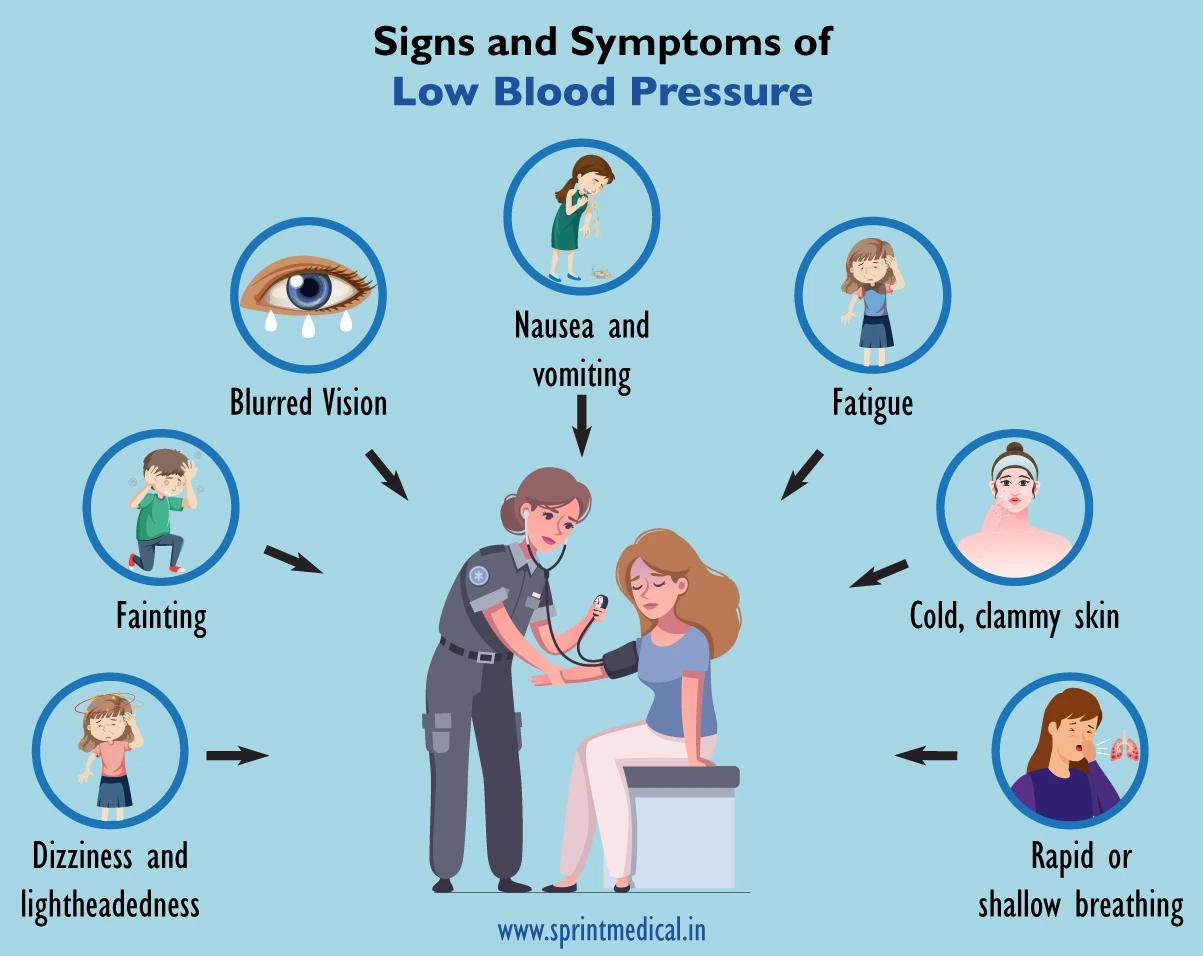 Signs and Symptoms of
Low Blood Pressure
Nausea and
vomiting
Blurred Vision
Fatigue
Fainting
Cold, clammy skin
Dizziness and
lightheadedness
Rapid or
shallow breathing
www.sprintmedical.in